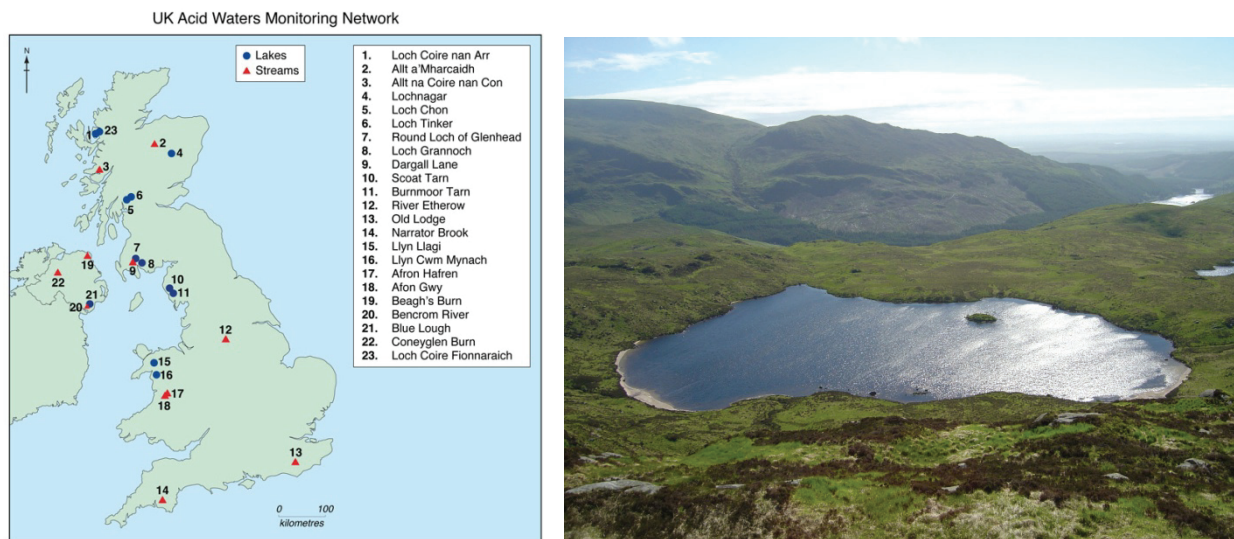 UK Acid Waters Monitoring Network
N
Lakes
Streams
1. Loch Coire nan Arr
2. Allt a'Mharcaidh
3. Allt na Coire nan Con
4. Lochnagar
5. Loch Chon
6. Loch Tinker
7. Round Loch of Glenhead
8. Loch Grannoch
9. Dargall Lane
10. Scoat Tarn
11. Burnmoor Tarn
12. River Etherow
13. Old Lodge
14. Narrator Brook
15. Llyn Llagi
16. Llyn Cwm Mynach
17. Afron Hafren
18. Afon Gwy
19. Beagh's Burn
20. Bencrom River
21. Blue Lough
22. Coneyglen Burn
23. Loch Coire Fionnaraich
1
23
2
4
3
6
5
7
8
9
19
22
21
20
10
11
12
15
16
17
18
13
14
0 100
kilometres